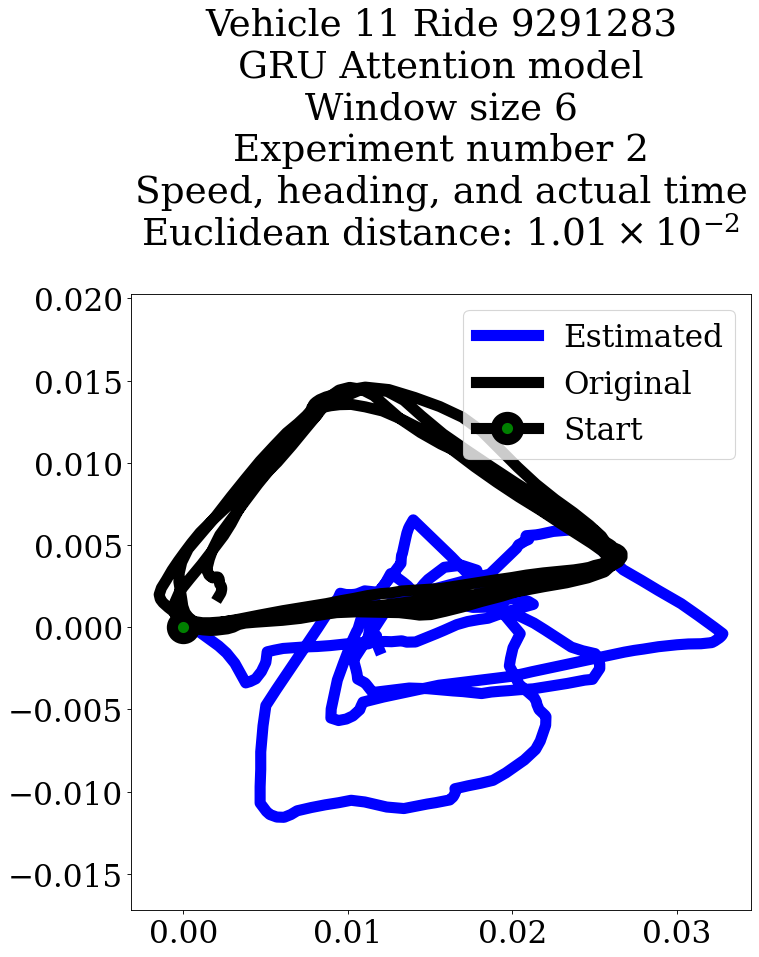 Vehicle 11 Ride 9291283
GRU Attention model
Window size 6
Experiment number 2
Speed, heading, and actual time
Euclidean distance: 1.01 × 10⁻²
0.020
0.015
0.010
0.005
0.000
−0.005
−0.010
−0.015
Estimated
Original
Start
0.00 0.01 0.02 0.03